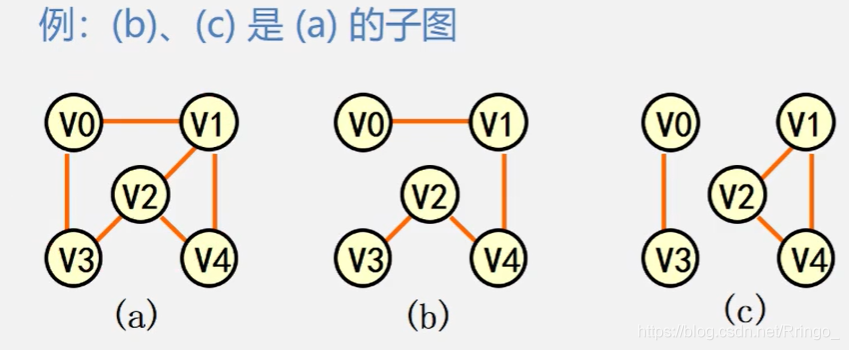 例：(b)、(c) 是 (a) 的子图
V0 V1 V0 V1 V0 V1
V2 V2 V2
V3 V4 V3 V4 V3 V4
(a) (b) (c)
https://blog.csdn.net/Rringo_